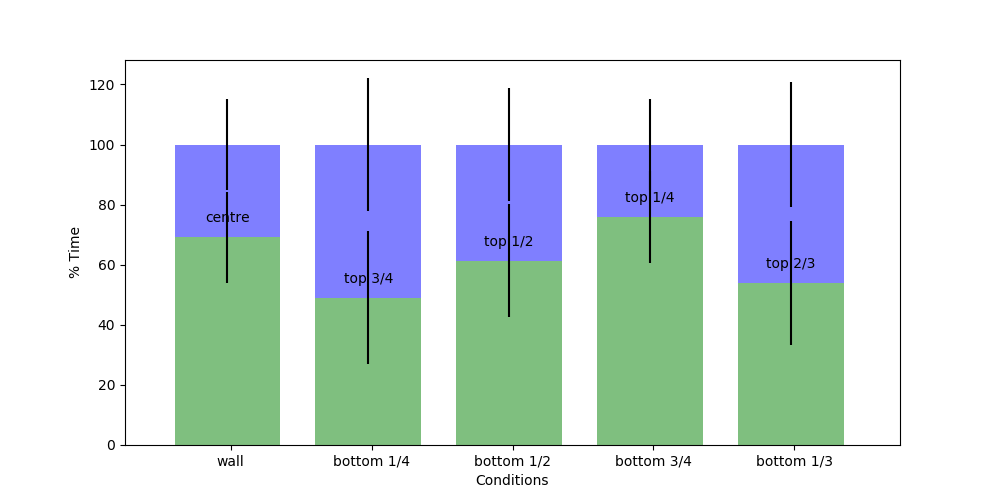 120
100
80
60
40
20
0
% Time
centre
top 3/4
top 1/2
top 1/4
top 2/3
wall
bottom 1/4
bottom 1/2
bottom 3/4
bottom 1/3
Conditions